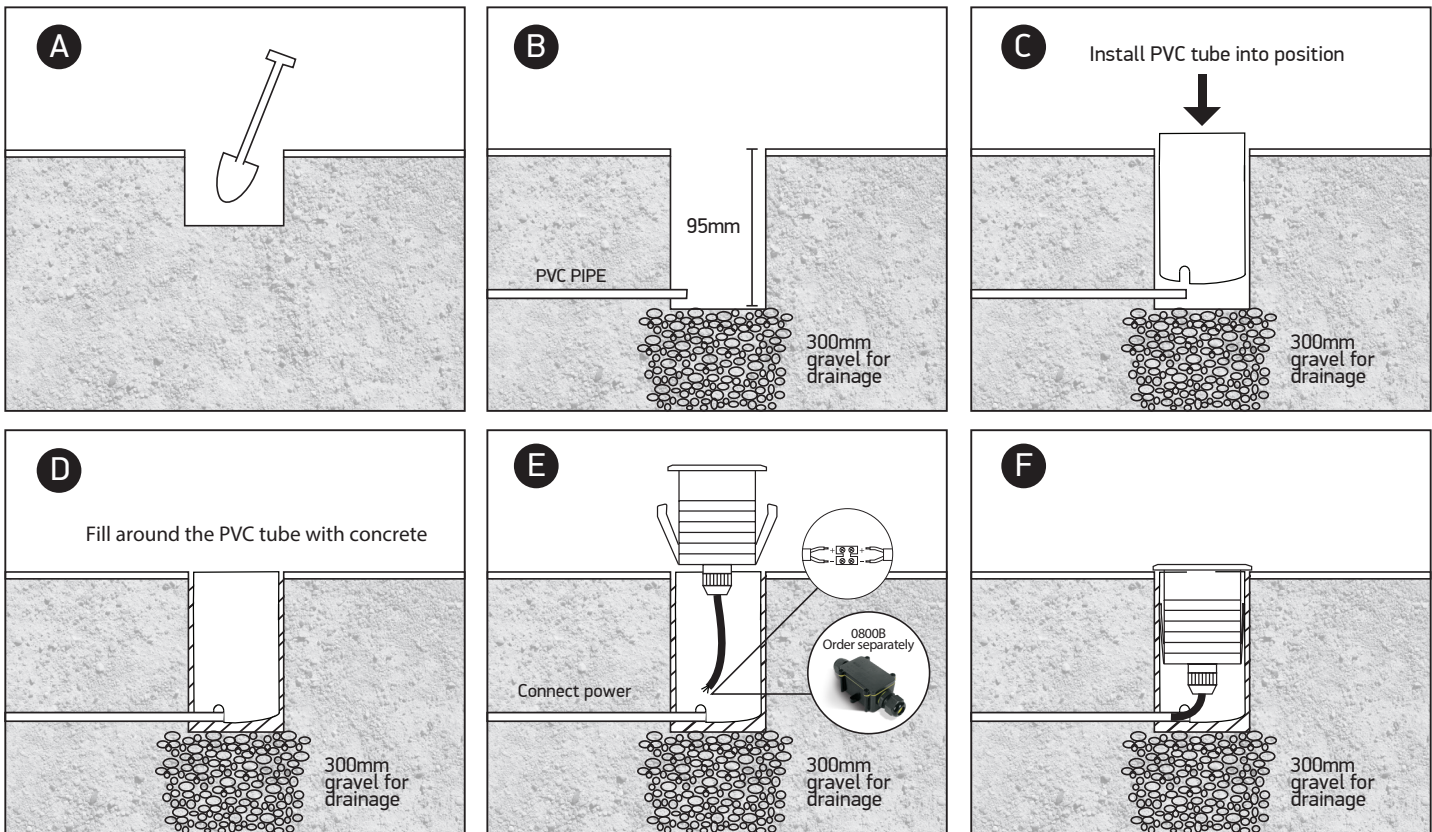 A
B
95mm
PVC PIPE
300mm
gravel for
drainage
C
Install PVC tube into position
300mm
gravel for
drainage
D
Fill around the PVC tube with concrete
300mm
gravel for
drainage
E
+ +
- -
0800B
Order separately
Connect power
300mm
gravel for
drainage
F
300mm
gravel for
drainage